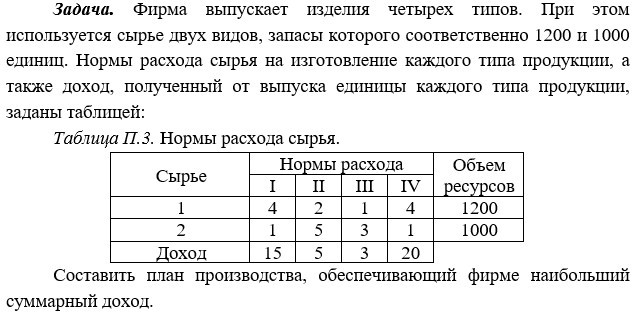 Задача. Фирма выпускает изделия четырех типов. При этом
используется сырье двух видов, запасы которого соответственно 1200 и 1000
единиц. Нормы расхода сырья на изготовление каждого типа продукции, а
также доход, полученный от выпуска единицы каждого типа продукции,
заданы таблицей:
Таблица П.3. Нормы расхода сырья.
Сырье Нормы расхода Объем ресурсов
I II III IV
1 4 2 1 4 1200
2 1 5 3 1 1000
Доход 15 5 3 20
Составить план производства, обеспечивающий фирме наибольший
суммарный доход.